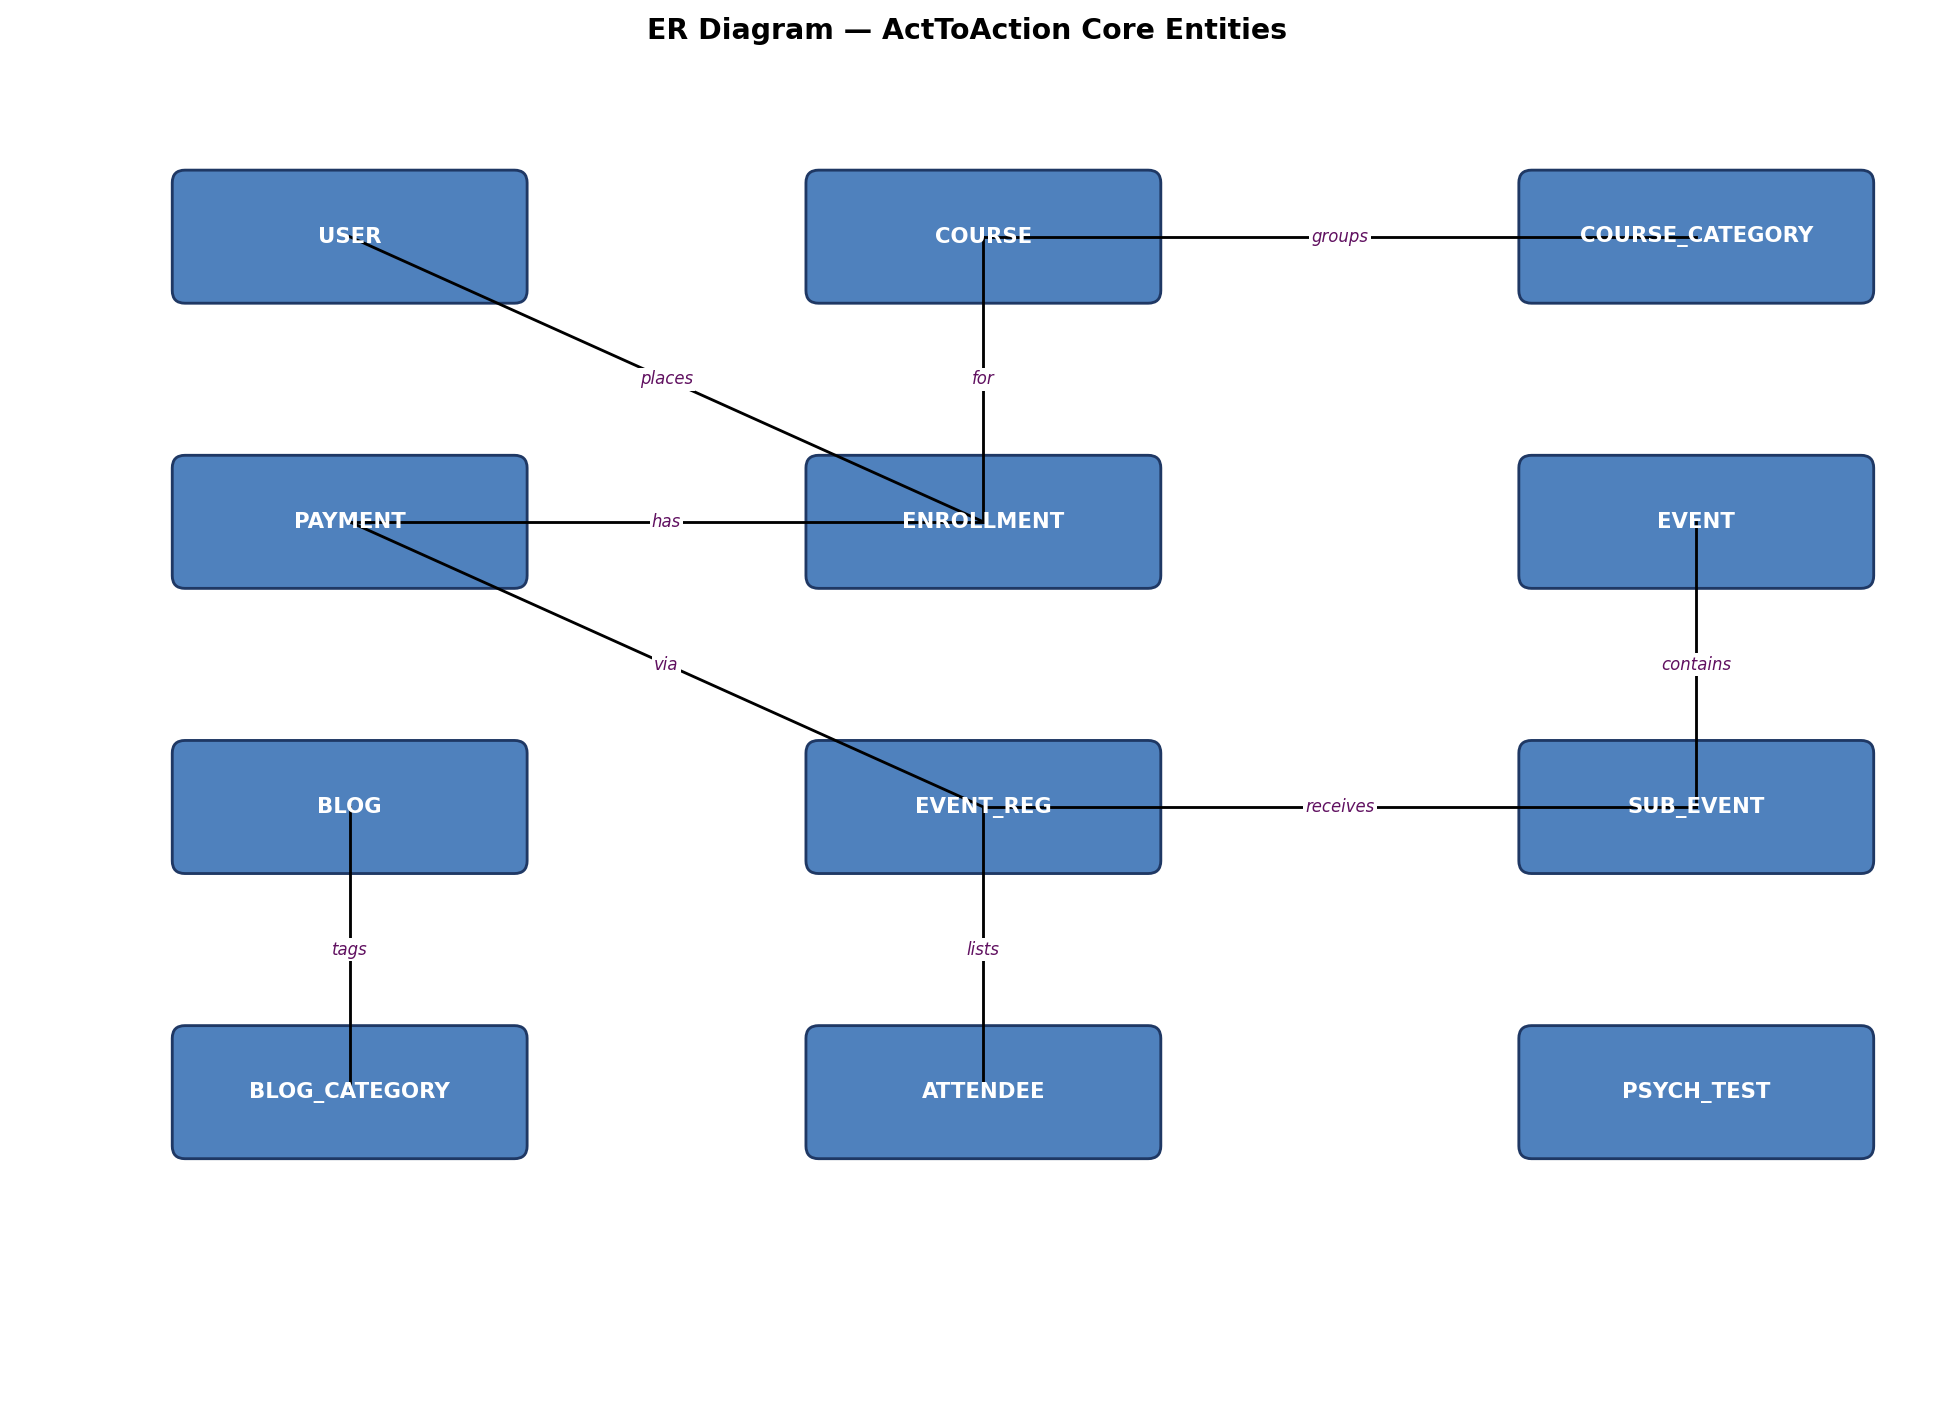 ER Diagram — ActToAction Core Entities
USER
COURSE
groups
COURSE_CATEGORY
places
for
PAYMENT
has
ENROLLMENT
EVENT
via
contains
BLOG
EVENT_REG
receives
SUB_EVENT
tags
lists
BLOG_CATEGORY
ATTENDEE
PSYCH_TEST